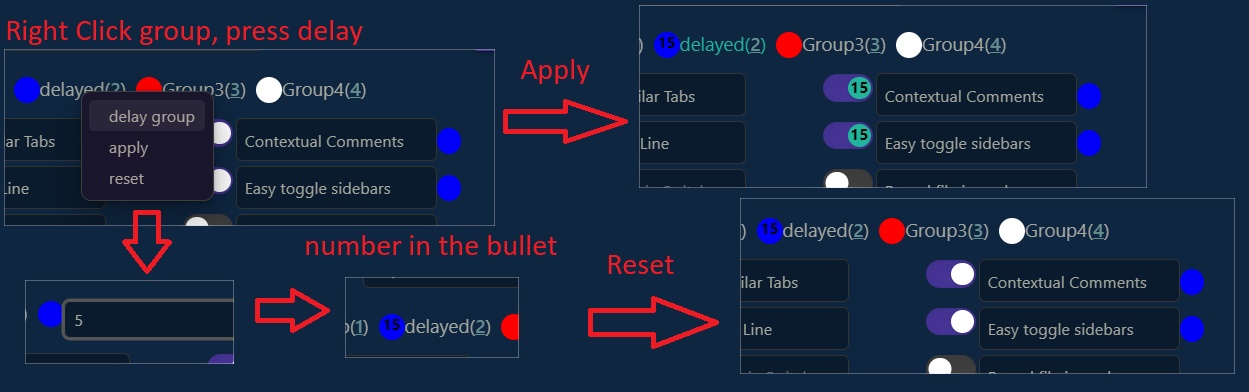 Right Click group, press delay
delayed(2) Group3(3) Group4(4)
delay group
apply
reset
ar Tabs
Contextual Comments
Line
Easy toggle sidebars
Apply
) 15 delayed(2) Group3(3) Group4(4)
ilar Tabs
15 Contextual Comments
Line
15 Easy toggle sidebars
5
number in the bullet
(1) 15 delayed(2)
Reset
) 15 delayed(2) Group3(3) Group4(4)
ilar Tabs
Contextual Comments
Line
Easy toggle sidebars